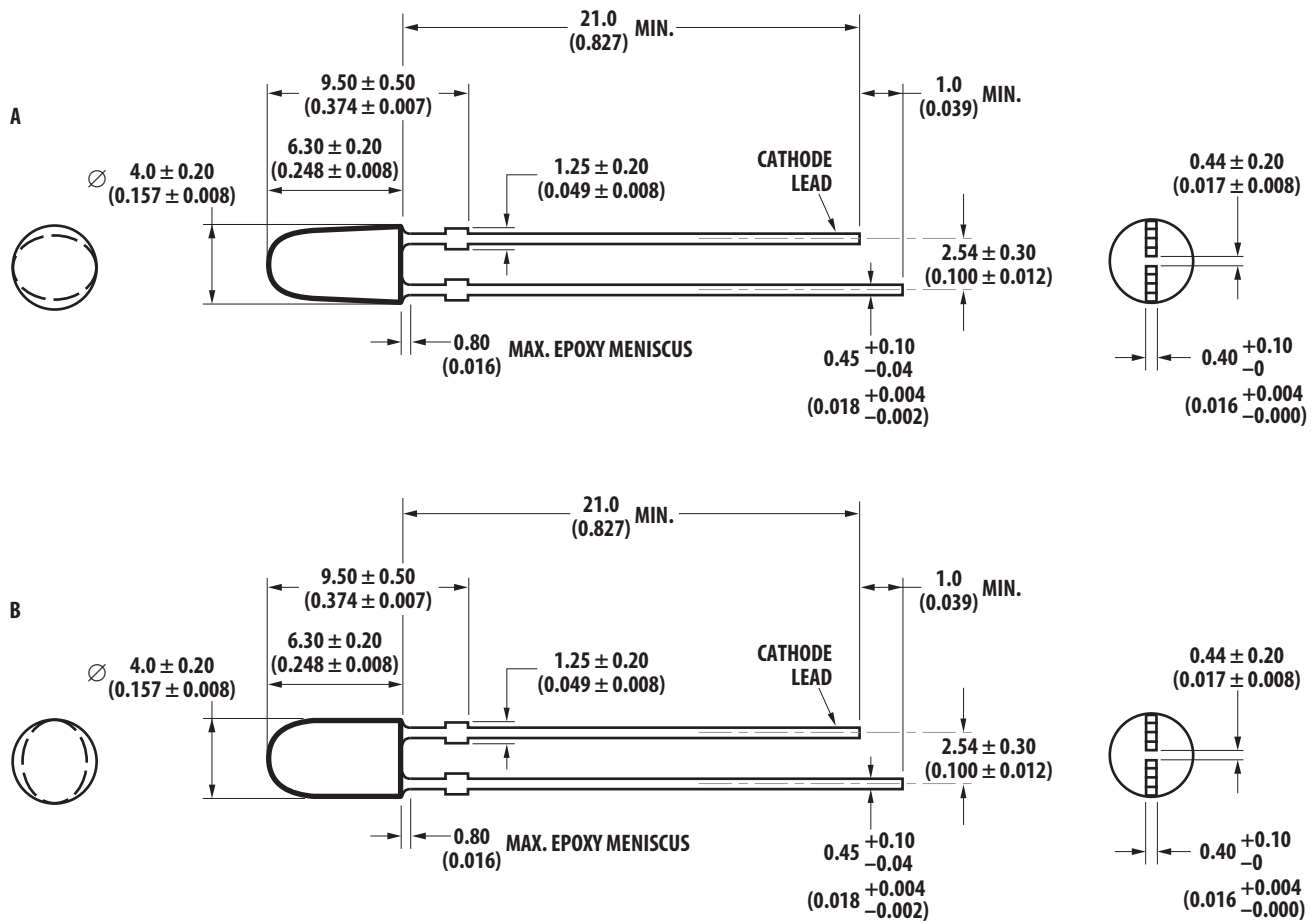 A
21.0
(0.827)
MIN.
9.50 ± 0.50
(0.374 ± 0.007)
1.0
(0.039)
MIN.
6.30 ± 0.20
(0.248 ± 0.008)
∅ 4.0 ± 0.20
(0.157 ± 0.008)
1.25 ± 0.20
(0.049 ± 0.008)
CATHODE
LEAD
0.44 ± 0.20
(0.017 ± 0.008)
2.54 ± 0.30
(0.100 ± 0.012)
0.80
(0.016)
MAX. EPOXY MENISCUS
0.45 +0.10
−0.04
(0.018 +0.004
−0.002)
0.40 +0.10
−0
(0.016 +0.004
−0.000)
B
21.0
(0.827)
MIN.
9.50 ± 0.50
(0.374 ± 0.007)
1.0
(0.039)
MIN.
6.30 ± 0.20
(0.248 ± 0.008)
∅ 4.0 ± 0.20
(0.157 ± 0.008)
1.25 ± 0.20
(0.049 ± 0.008)
CATHODE
LEAD
0.44 ± 0.20
(0.017 ± 0.008)
2.54 ± 0.30
(0.100 ± 0.012)
0.80
(0.016)
MAX. EPOXY MENISCUS
0.45 +0.10
−0.04
(0.018 +0.004
−0.002)
0.40 +0.10
−0
(0.016 +0.004
−0.000)